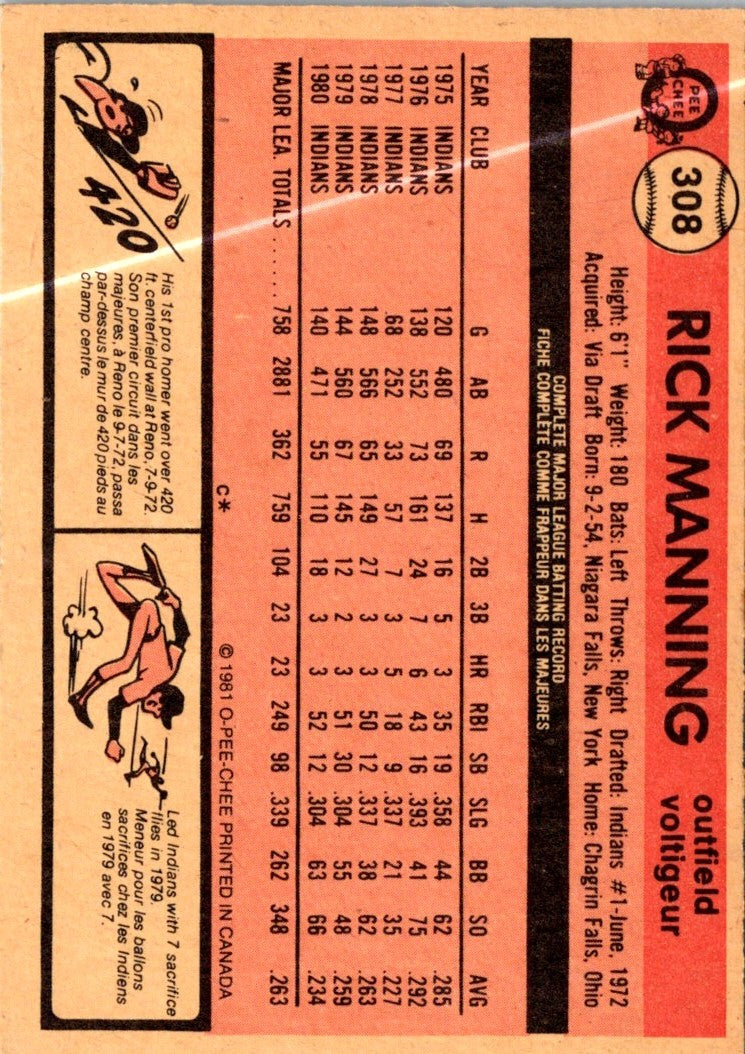 O
PEE
CHEE
308
RICK MANNING
outfield
voltigeur
Height: 6'1" Weight: 180 Bats: Left Throws: Right Drafted: Indians #1-June, 1972
Acquired: Via Draft Born: 9-2-54, Niagara Falls, New York Home: Chagrin Falls, Ohio
COMPLETE MAJOR LEAGUE BATTING RECORD
FICHE COMPLÈTE COMME FRAPPEUR DANS LES MAJEURES
YEAR CLUB G AB R H 2B 3B HR RBI SB SLG BB SO AVG
1975 INDIANS 120 480 69 137 16 5 3 35 19 .358 44 62 .285
1976 INDIANS 138 552 73 161 24 7 6 43 16 .393 41 75 .292
1977 INDIANS 68 252 33 57 7 3 5 18 9 .337 21 35 .227
1978 INDIANS 148 566 65 149 27 3 3 50 12 .337 38 62 .263
1979 INDIANS 144 560 67 145 12 2 3 51 30 .304 55 48 .259
1980 INDIANS 140 471 55 110 18 3 3 52 12 .304 63 66 .234
MAJOR LEA. TOTALS ...... 758 2881 362 759 104 23 23 249 98 .339 262 348 .263
C* © 1981 O-PEE-CHEE PRINTED IN CANADA
420
His 1st pro homer went over 420
ft. centerfield wall at Reno, 7-9-72.
Son premier circuit dans les
majeures, à Reno le 9-7-72, passa
par-dessus le mur de 420 pieds au
champ centre.
Led Indians with 7 sacrifice
flies in 1979.
Meneur pour les ballons
sacrifices chez les Indiens
en 1979 avec 7.